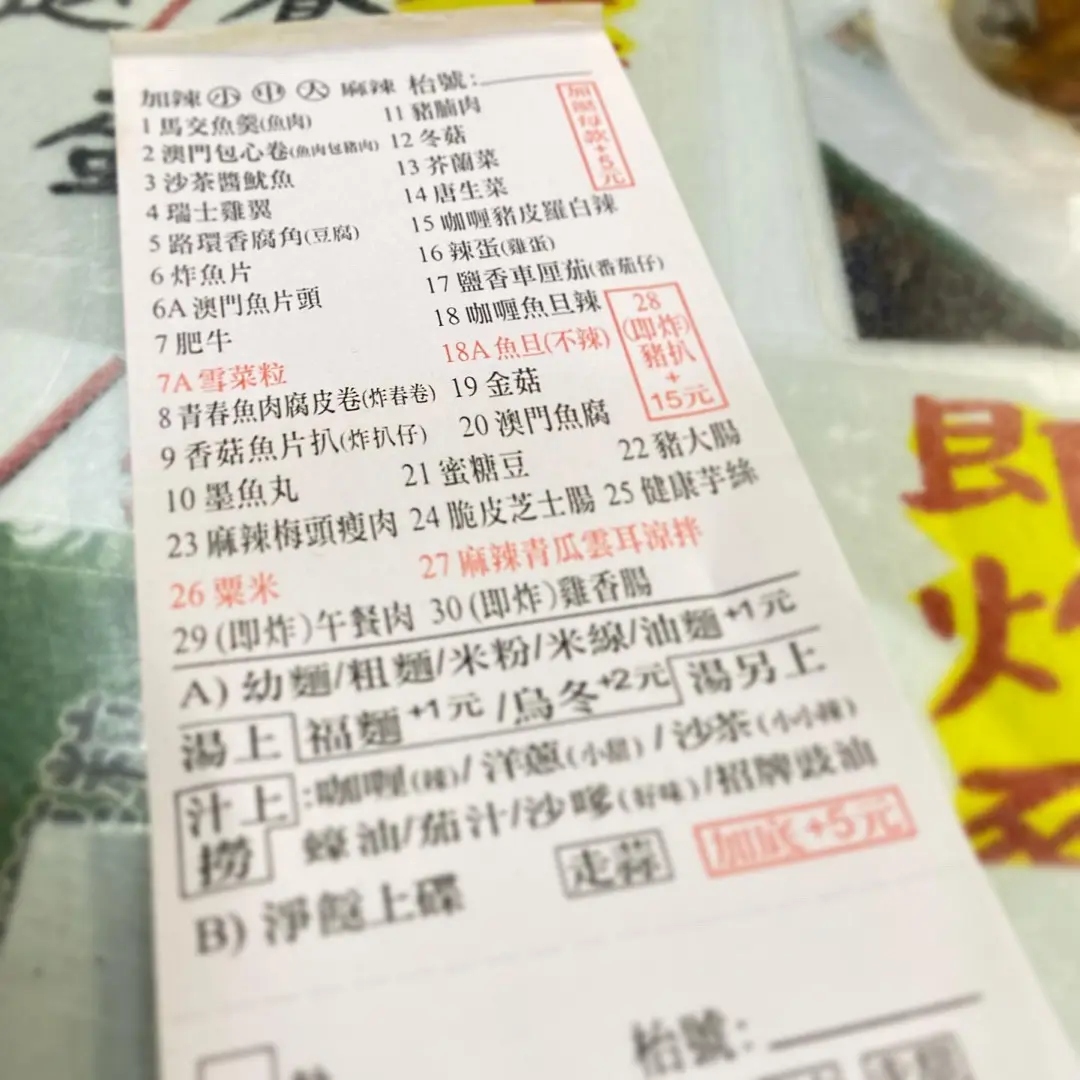 加辣 小 中 大 麻辣 枱號:
1 馬交魚羹(魚肉)
2 澳門包心卷(魚肉包豬肉)
3 沙茶醬魷魚
4 瑞士雞翼
5 路環香腐角(豆腐)
6 炸魚片
6A 澳門魚片頭
7 肥牛
7A 雪菜粒
8 青春魚肉腐皮卷(炸春卷)
9 香菇魚片扒(炸扒仔)
10 墨魚丸
11 豬腩肉
12 冬菇
13 芥蘭菜
14 唐生菜
15 咖喱豬皮羅白辣
16 辣蛋(雞蛋)
17 鹽香車厘茄(番茄仔)
18 咖喱魚旦辣
18A 魚旦(不辣)
19 金菇
20 澳門魚腐
21 蜜糖豆
22 豬大腸
23 麻辣梅頭瘦肉 24 脆皮芝士腸 25 健康芋絲
26 粟米
27 麻辣青瓜雲耳涼拌
29 (即炸)午餐肉 30 (即炸)雞香腸
每款+5元
28
(即炸)
豬扒
+
15元
A) 幼麵/粗麵/米粉/米線/油麵+1元
湯上 福麵+1元 /烏冬+2元 湯另上
汁上撈 :咖喱(辣)/洋蔥(小甜)/沙茶(小小辣)
蠔油/茄汁/沙嗲(好味)/招牌豉油
走蒜
加底+5元
B) 淨餸上碟
枱號:
即
炸